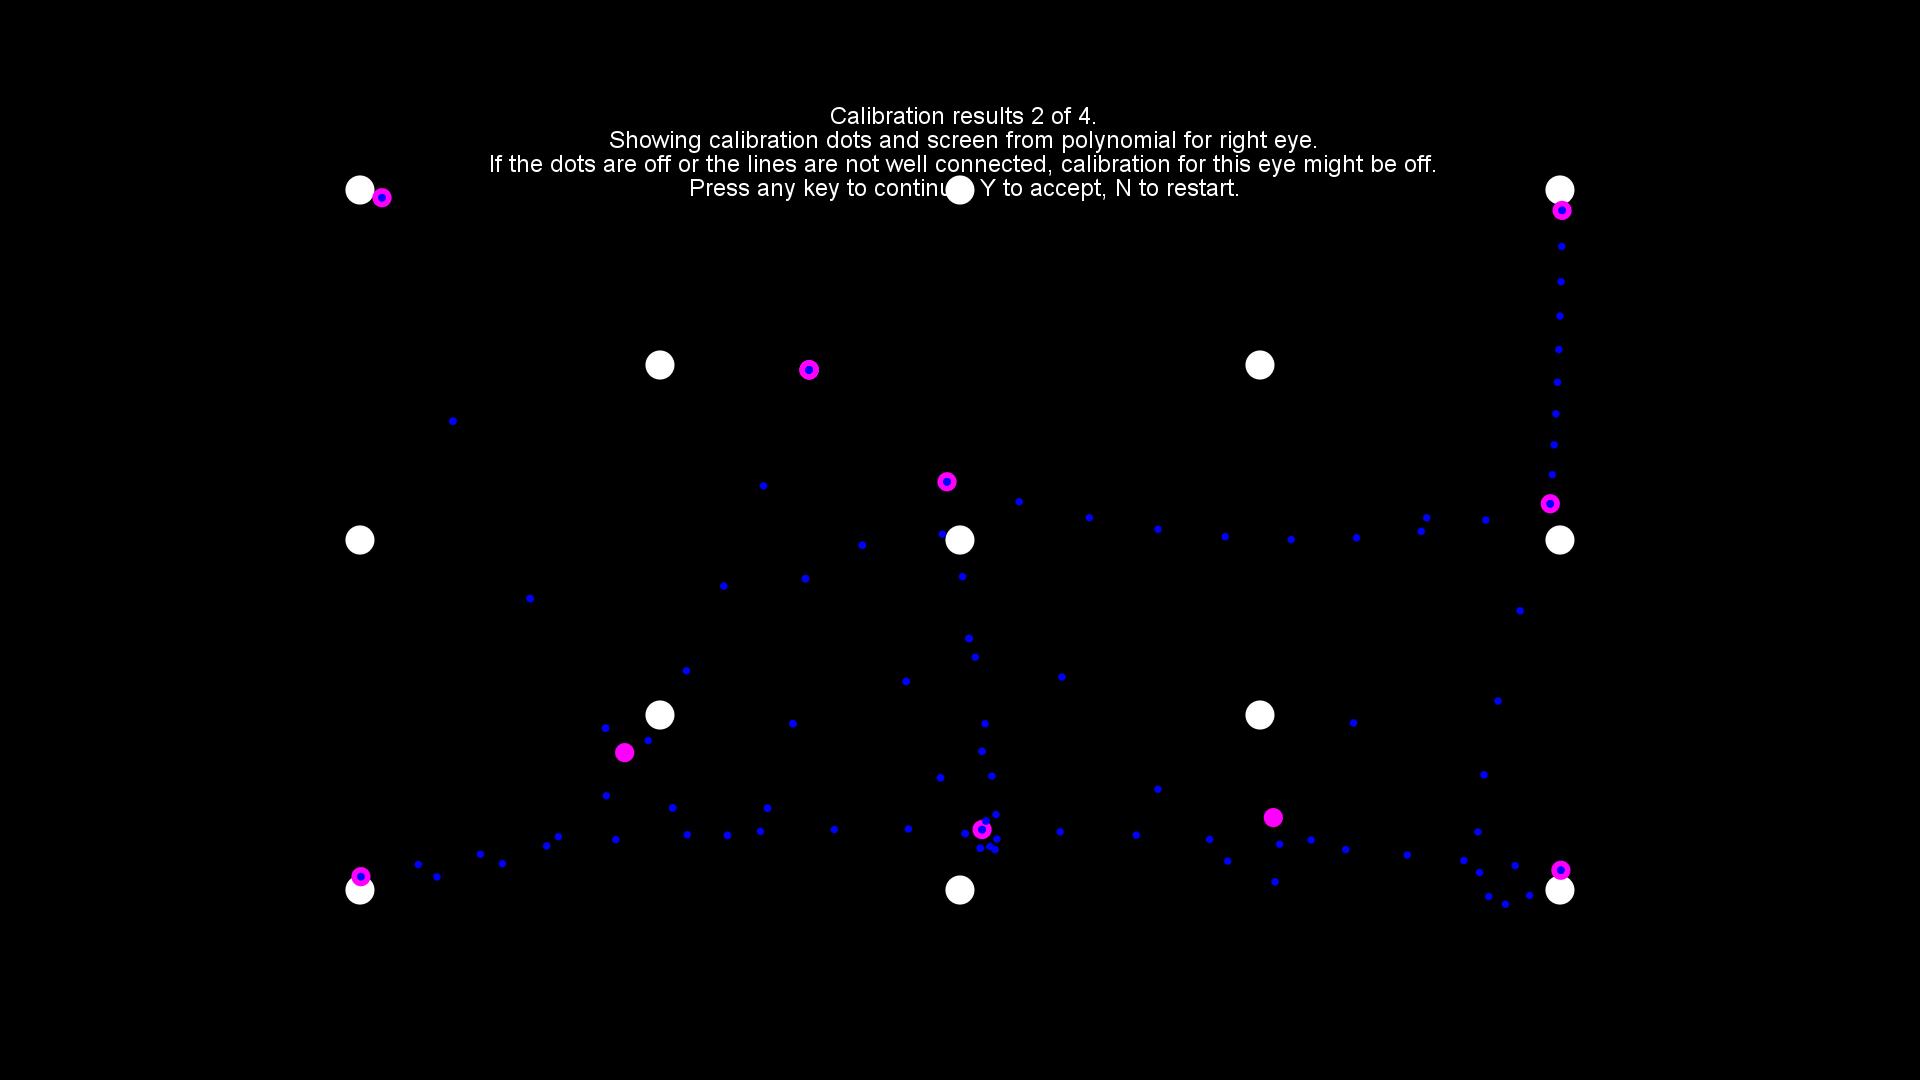 Calibration results 2 of 4.
Showing calibration dots and screen from polynomial for right eye.
If the dots are off or the lines are not well connected, calibration for this eye might be off.
Press any key to continu Y to accept, N to restart.